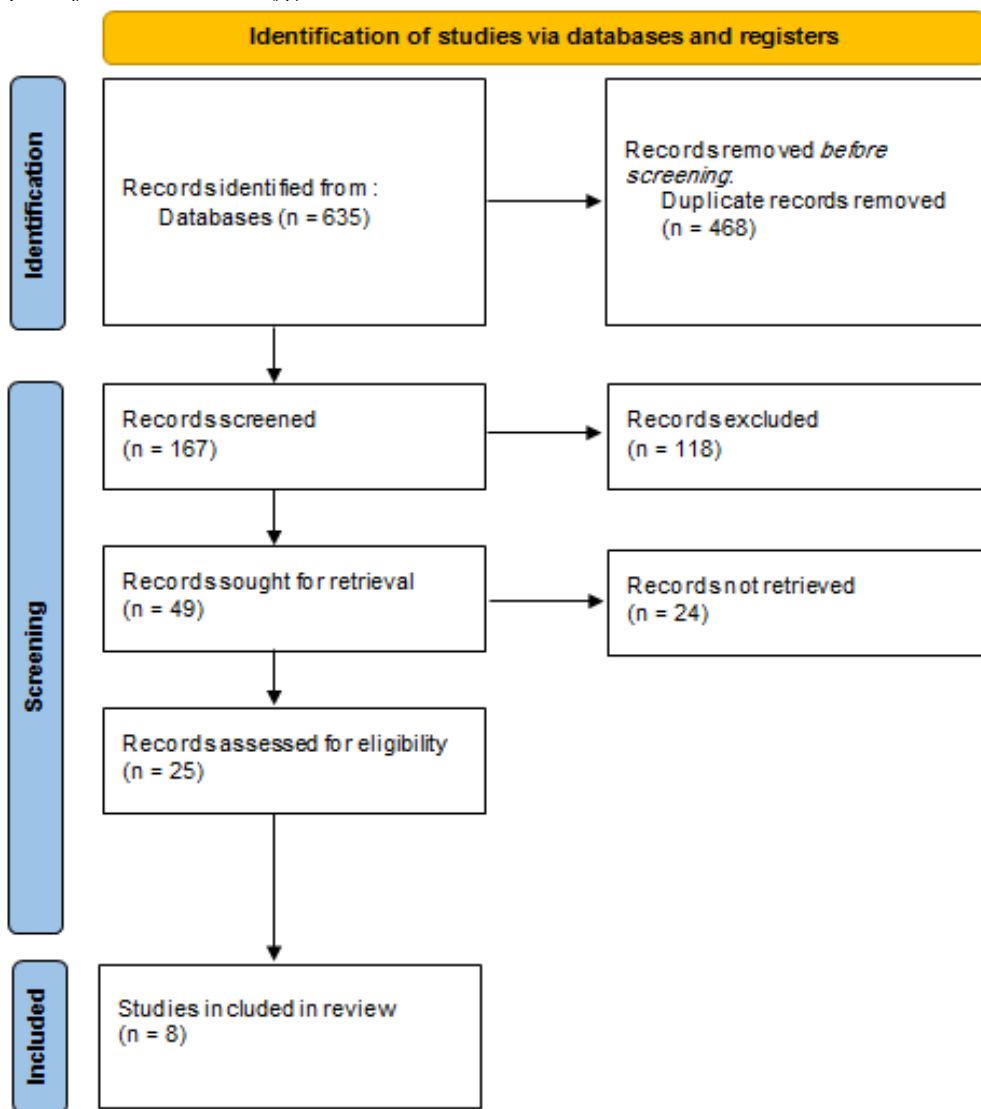 Identification of studies via databases and registers
Identification
Records identified from :
Databases (n = 635)
Records removed before
screening:
Duplicate records removed
(n = 468)
Screening
Records screened
(n = 167)
Records excluded
(n = 118)
Records sought for retrieval
(n = 49)
Records not retrieved
(n = 24)
Records assessed for eligibility
(n = 25)
Included
Studies included in review
(n = 8)